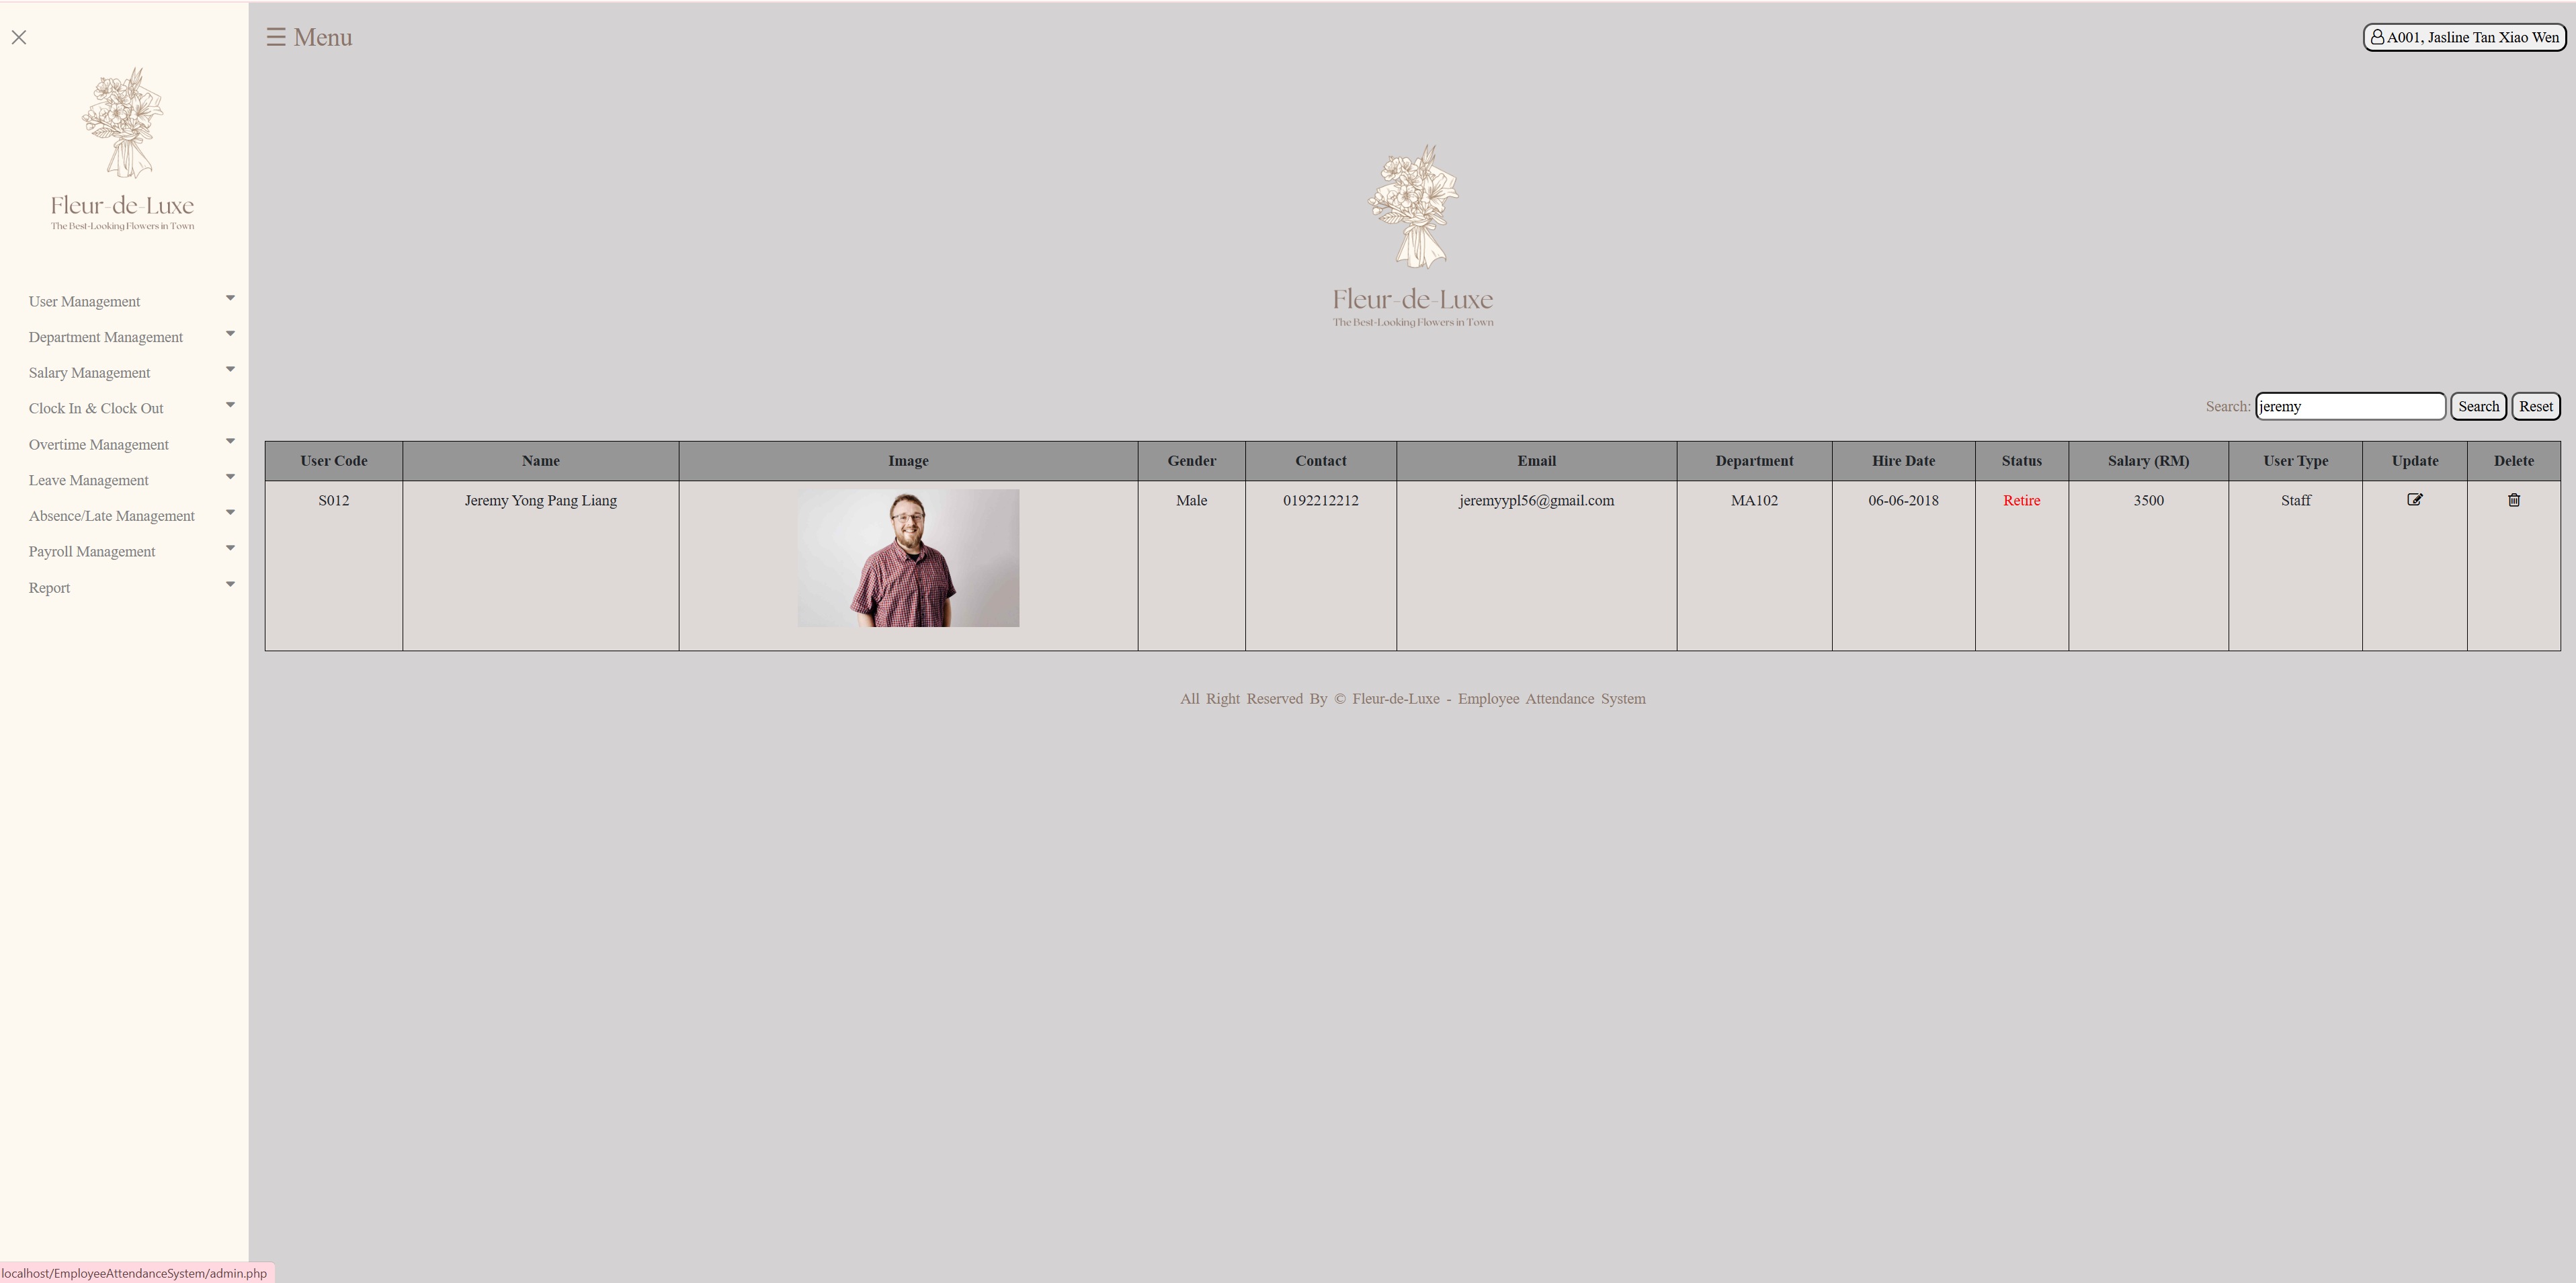 ☰ Menu
A001, Jasline Tan Xiao Wen
Fleur-de-Luxe
The Best-Looking Flowers in Town
User Management
Department Management
Salary Management
Clock In & Clock Out
Overtime Management
Leave Management
Absence/Late Management
Payroll Management
Report
Fleur-de-Luxe
The Best-Looking Flowers in Town
Search: jeremy Search Reset
User Code Name Image Gender Contact Email Department Hire Date Status Salary (RM) User Type Update Delete
S012 Jeremy Yong Pang Liang Male 0192212212 jeremyypl56@gmail.com MA102 06-06-2018 Retire 3500 Staff
All Right Reserved By © Fleur-de-Luxe - Employee Attendance System
localhost/EmployeeAttendanceSystem/admin.php